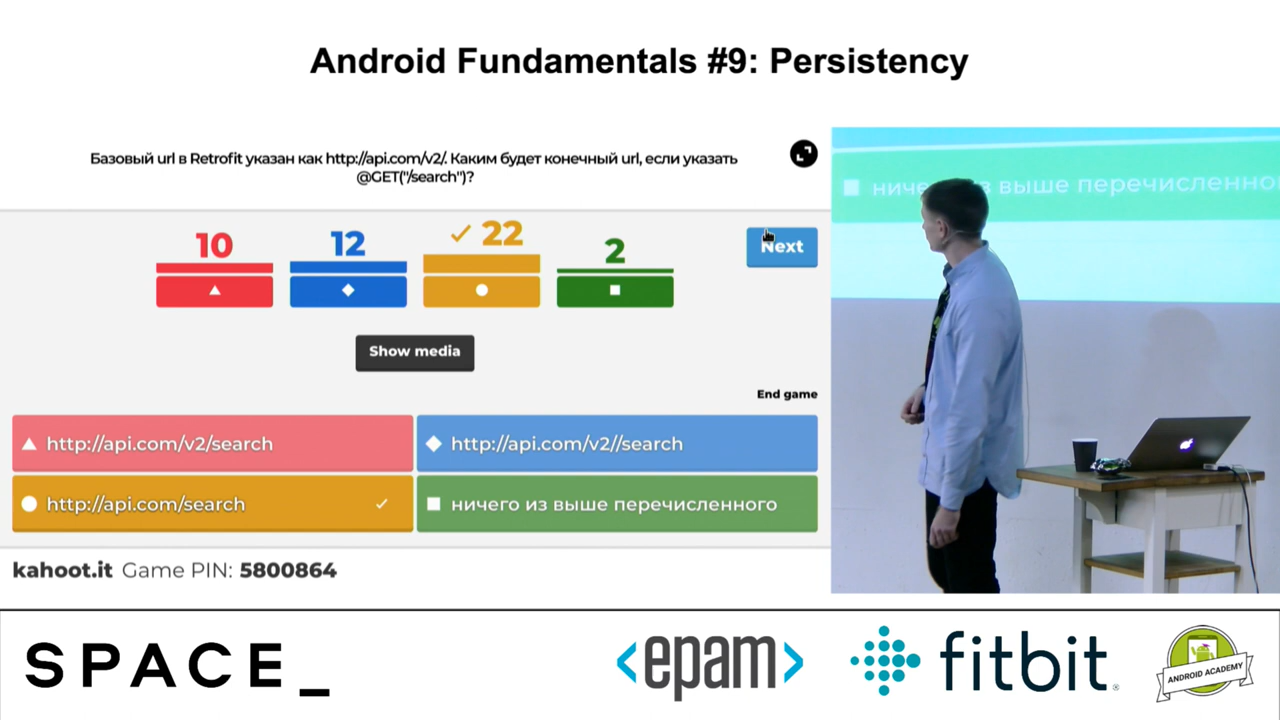 Android Fundamentals #9: Persistency
Базовый url в Retrofit указан как http://api.com/v2/. Каким будет конечный url, если указать
@GET("/search")?
10
12
22
2
Next
Show media
End game
http://api.com/v2/search
http://api.com/v2//search
http://api.com/search
ничего из выше перечисленного
kahoot.it Game PIN: 5800864
ниче з выше перечисленно
SPACE_
<epam>
fitbit
ANDROID ACADEMY